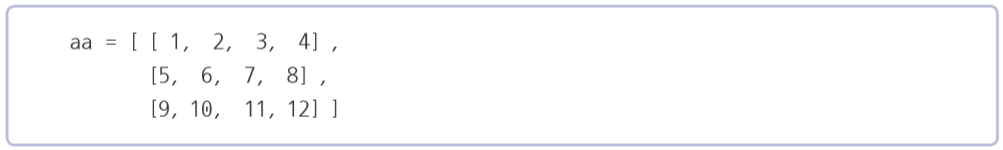 aa = [ [ 1, 2, 3, 4] ,
[5, 6, 7, 8] ,
[9, 10, 11, 12] ]